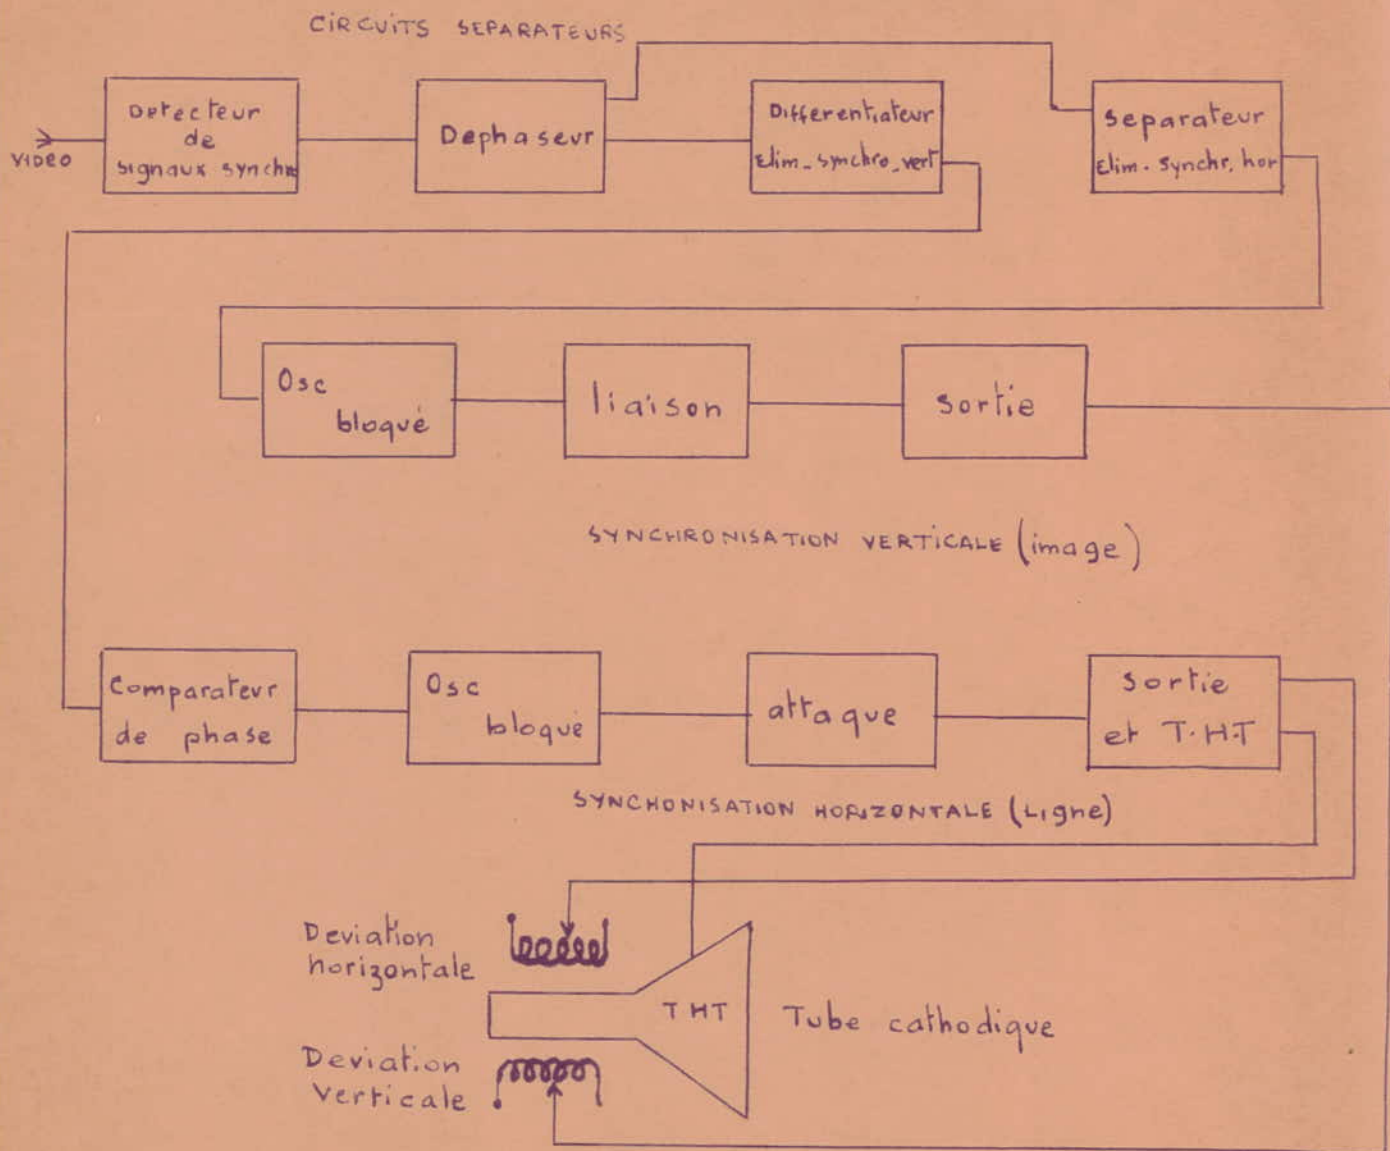 CIRCUITS SEPARATEURS
VIDEO
Detecteur
de
signaux synchro
Dephaseur
Differentiateur
Elim_synchro_vert
separateur
Elim. synchr. hor
Osc
bloqué
liaison
sortie
SYNCHRONISATION VERTICALE (image)
Comparateur
de phase
Osc
bloqué
attaque
sortie
et T.H.T
SYNCHONISATION HORIZONTALE (Ligne)
Deviation
horizontale
THT
Tube cathodique
Deviation
verticale